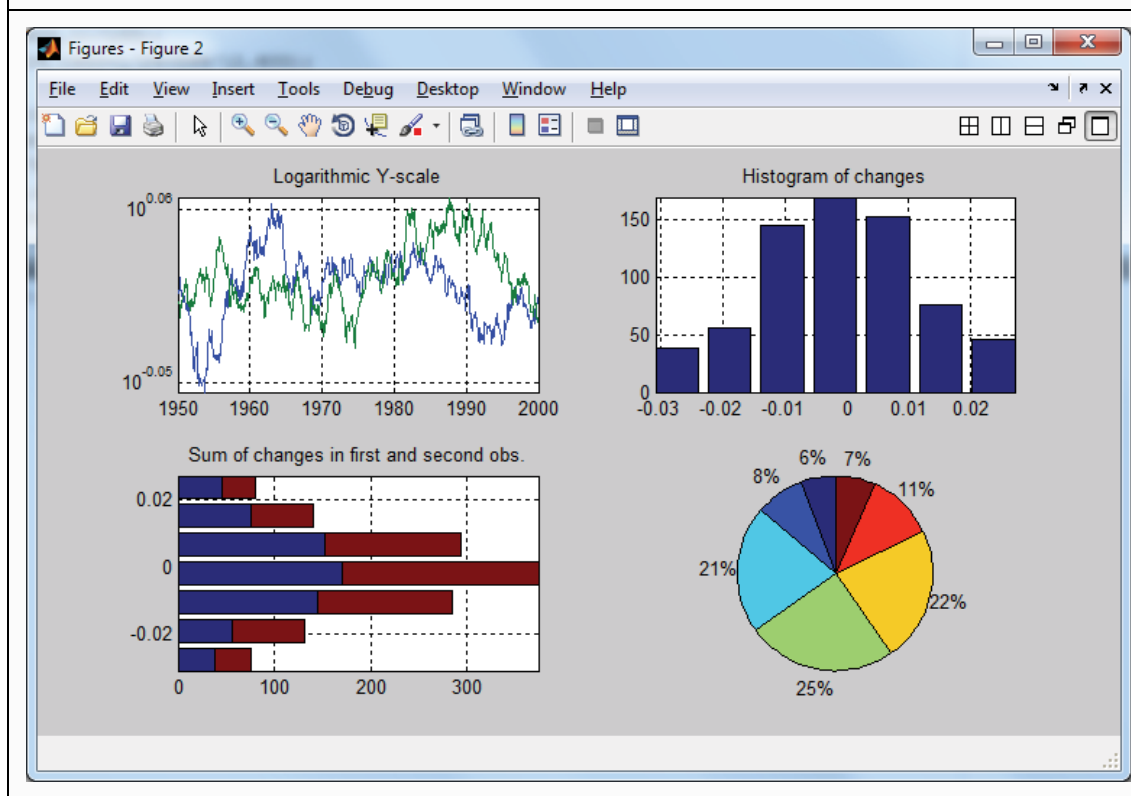 Figures - Figure 2
File Edit View Insert Tools Debug Desktop Window Help
Logarithmic Y-scale
10^0.06
10^-0.05
1950 1960 1970 1980 1990 2000
Histogram of changes
150
100
50
0
-0.03 -0.02 -0.01 0 0.01 0.02
Sum of changes in first and second obs.
0.02
0
-0.02
0 100 200 300
6% 7%
8% 11%
21% 22%
25%